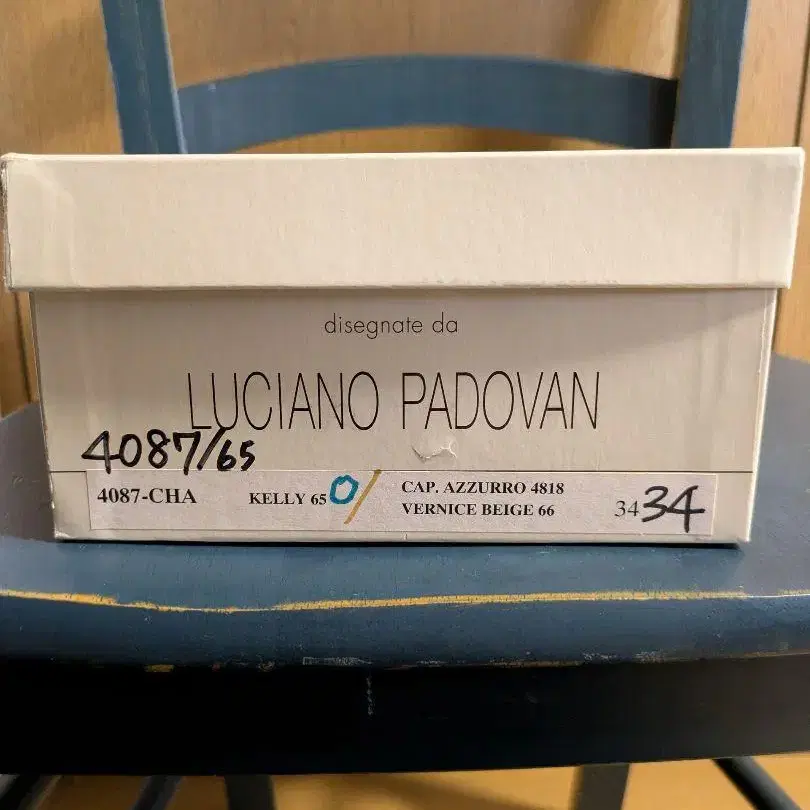 disegnate da
LUCIANO PADOVAN
4087/65
4087-CHA KELLY 65 0/ CAP. AZZURRO 4818
VERNICE BEIGE 66
34 34